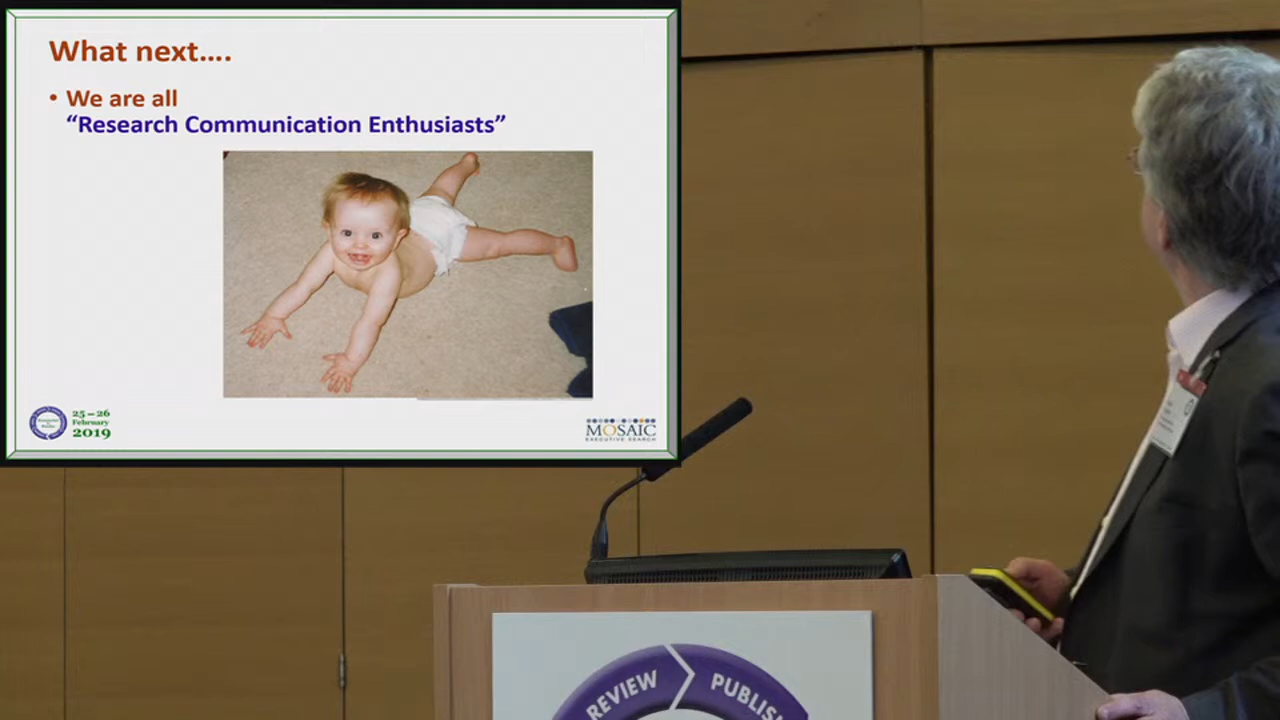 What next....
• We are all
“Research Communication Enthusiasts”
25 – 26
February
2019
MOSAIC
EXECUTIVE SEARCH
REVIEW
PUBLIS